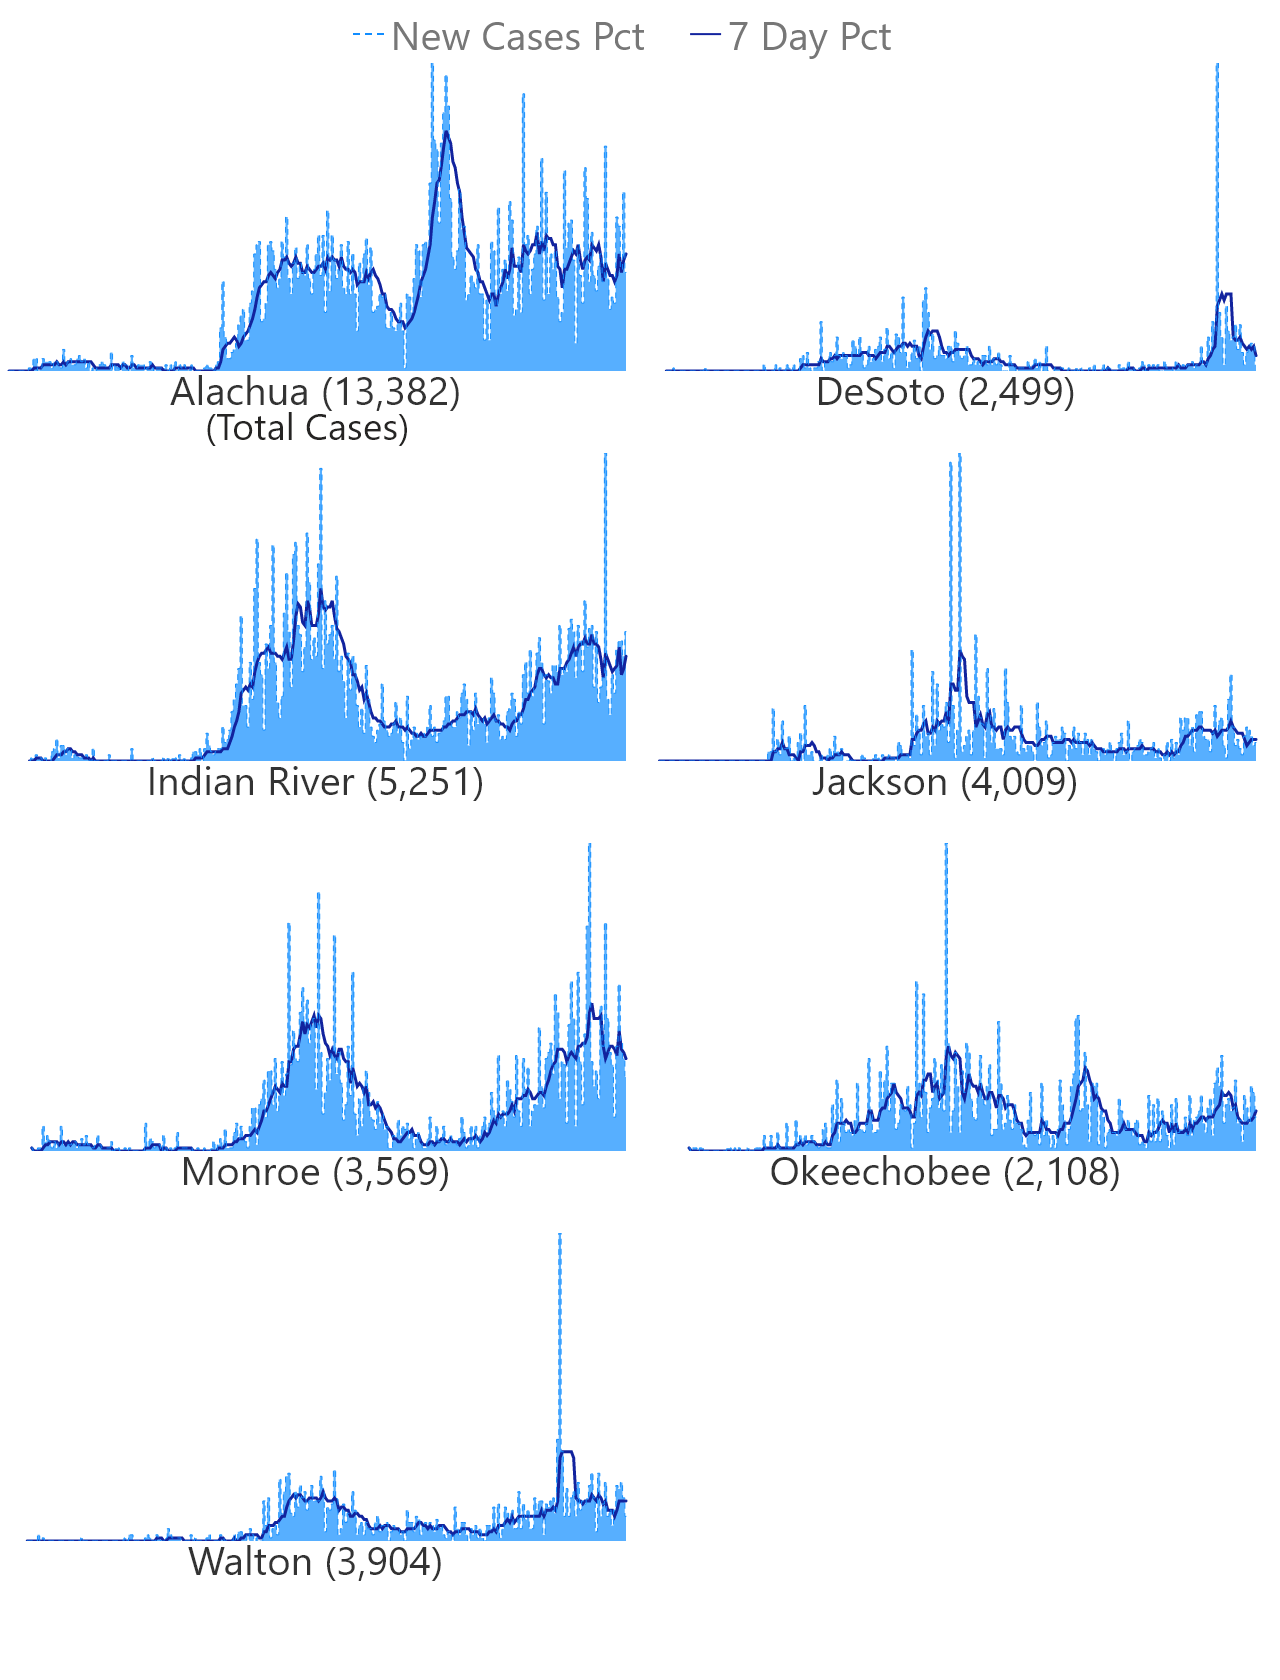 New Cases Pct 7 Day Pct
Alachua (13,382) DeSoto (2,499)
(Total Cases)
Indian River (5,251) Jackson (4,009)
Monroe (3,569) Okeechobee (2,108)
Walton (3,904)